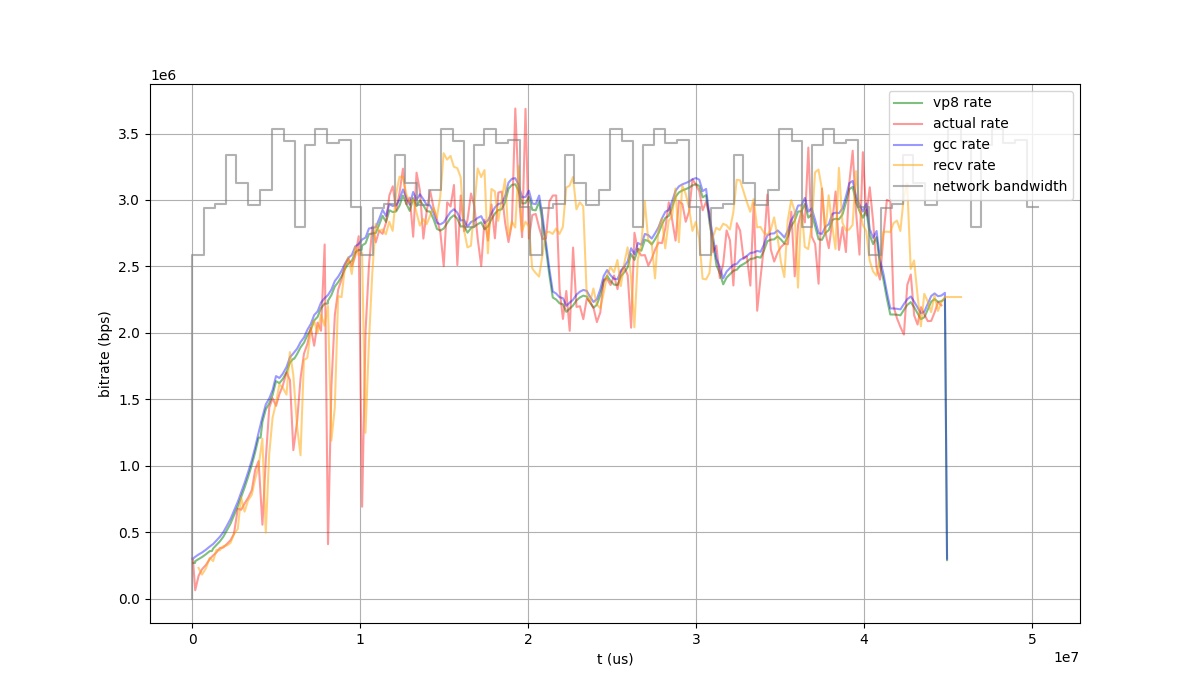 1e6
vp8 rate
actual rate
gcc rate
recv rate
network bandwidth
3.5
3.0
2.5
2.0
1.5
1.0
0.5
0.0
bitrate (bps)
0 1 2 3 4 5
t (us)
1e7